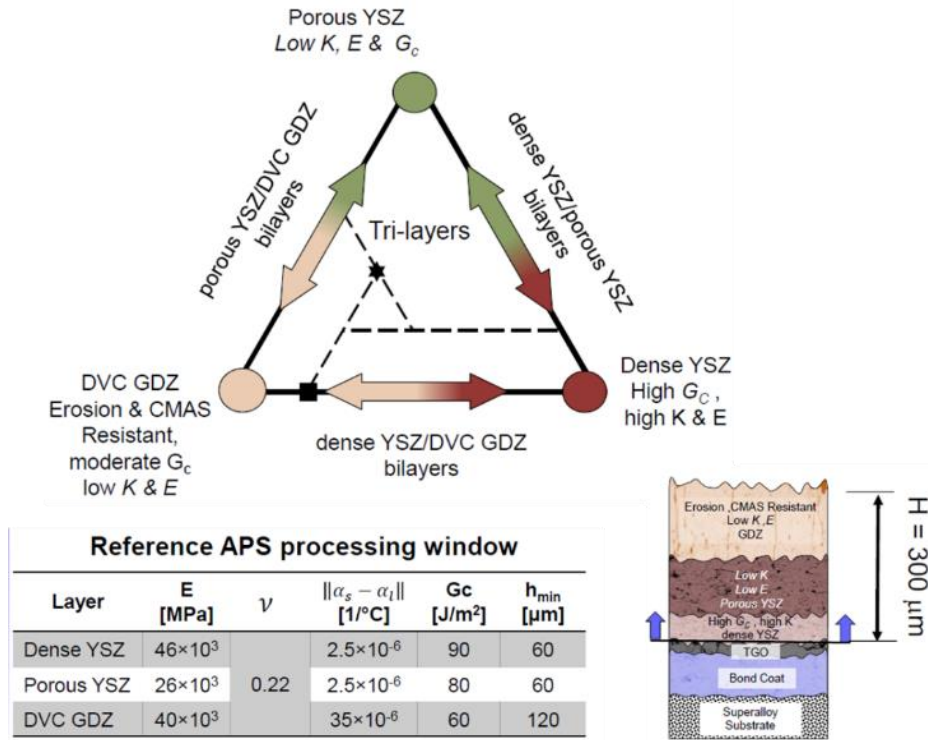 Porous YSZ
Low K, E & Gc
porous YSZ/DVC GDZ
bilayers
dense YSZ/porous YSZ
bilayers
Tri-layers
DVC GDZ
Erosion & CMAS
Resistant,
moderate Gc
low K & E
dense YSZ/DVC GDZ
bilayers
Dense YSZ
High GC ,
high K & E
Reference APS processing window
Layer E [MPa] ν ‖αs − αl‖ [1/°C] Gc [J/m²] hmin [μm]
Dense YSZ 46×10³ 2.5×10⁻⁶ 90 60
Porous YSZ 26×10³ 0.22 2.5×10⁻⁶ 80 60
DVC GDZ 40×10³ 35×10⁻⁶ 60 120
Erosion ,CMAS Resistant
Low K ,E
GDZ
Low K
Low E
Porous YSZ
High GC , high K
dense YSZ
TGO
Bond Coat
Superalloy
Substrate
H = 300 μm